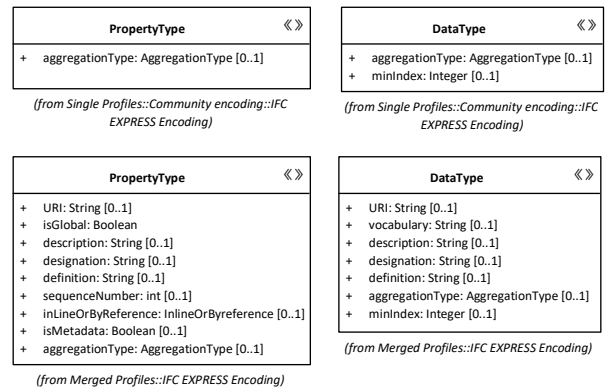 PropertyType 《》
+ aggregationType: AggregationType [0..1]
(from Single Profiles::Community encoding::IFC
EXPRESS Encoding)
DataType 《》
+ aggregationType: AggregationType [0..1]
+ minIndex: Integer [0..1]
(from Single Profiles::Community encoding::IFC
EXPRESS Encoding)
PropertyType 《》
+ URI: String [0..1]
+ isGlobal: Boolean
+ description: String [0..1]
+ designation: String [0..1]
+ definition: String [0..1]
+ sequenceNumber: int [0..1]
+ inLineOrByReference: InlineOrByreference [0..1]
+ isMetadata: Boolean [0..1]
+ aggregationType: AggregationType [0..1]
(from Merged Profiles::IFC EXPRESS Encoding)
DataType 《》
+ URI: String [0..1]
+ vocabulary: String [0..1]
+ description: String [0..1]
+ designation: String [0..1]
+ definition: String [0..1]
+ aggregationType: AggregationType [0..1]
+ minIndex: Integer [0..1]
(from Merged Profiles::IFC EXPRESS Encoding)